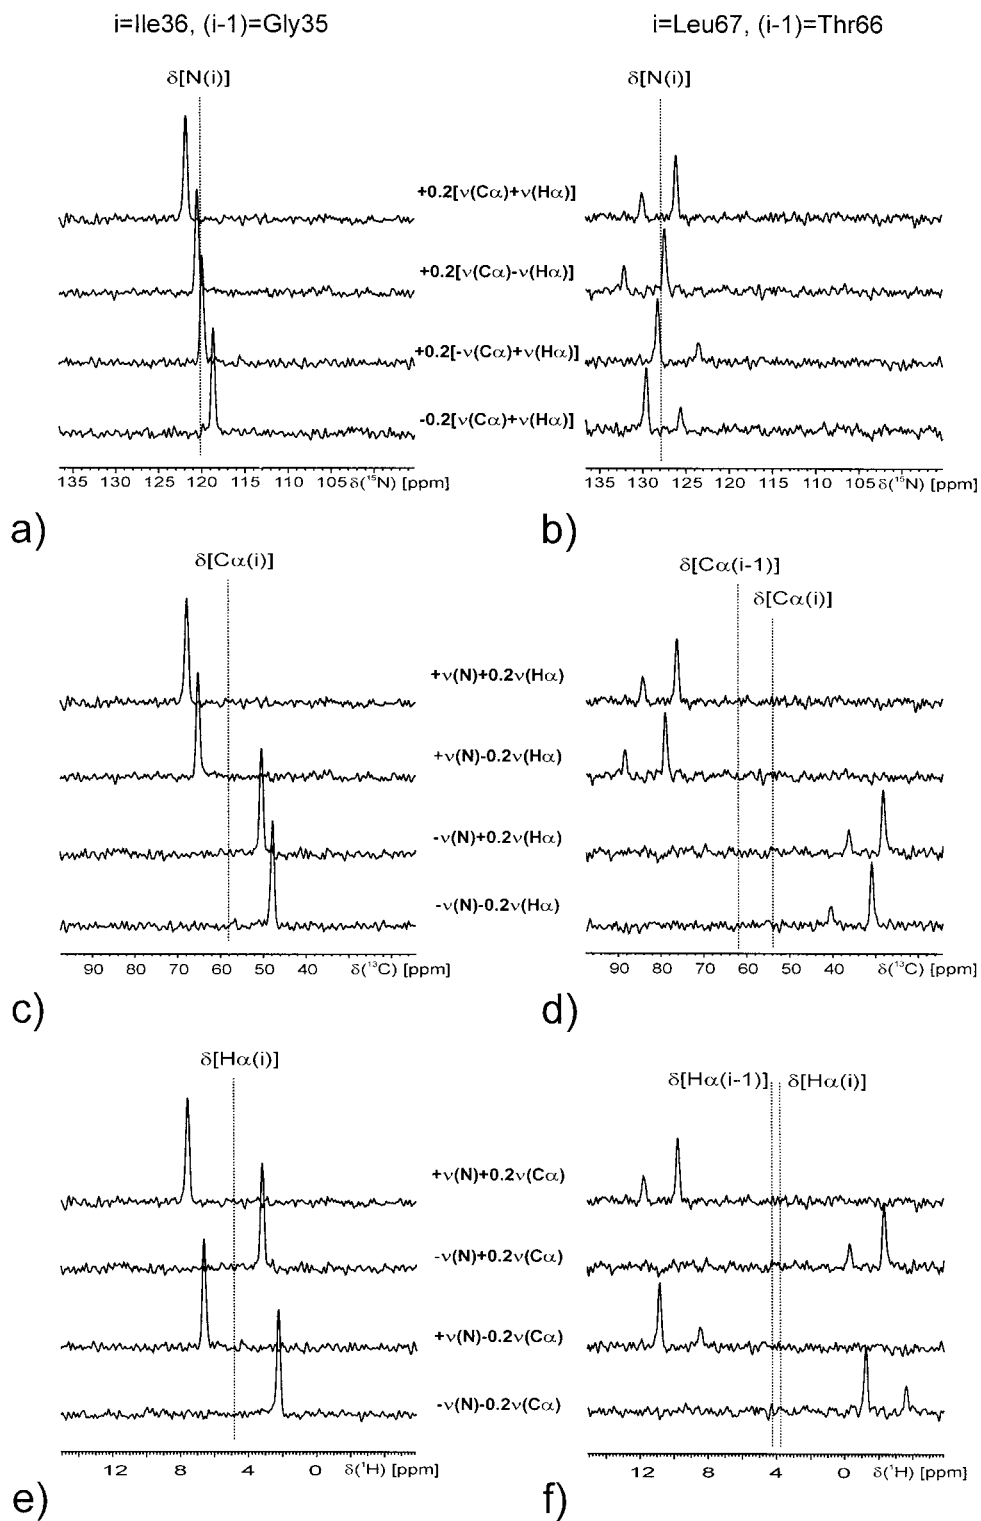 i=Ile36, (i-1)=Gly35
i=Leu67, (i-1)=Thr66
δ[N(i)]
δ[N(i)]
+0.2[ν(Cα)+ν(Hα)]
+0.2[ν(Cα)-ν(Hα)]
+0.2[-ν(Cα)+ν(Hα)]
-0.2[ν(Cα)+ν(Hα)]
135 130 125 120 115 110 105 δ(¹⁵N) [ppm]
135 130 125 120 115 110 105 δ(¹⁵N) [ppm]
a)
b)
δ[Cα(i)]
δ[Cα(i-1)]
δ[Cα(i)]
+ν(N)+0.2ν(Hα)
+ν(N)-0.2ν(Hα)
-ν(N)+0.2ν(Hα)
-ν(N)-0.2ν(Hα)
90 80 70 60 50 40 δ(¹³C) [ppm]
90 80 70 60 50 40 δ(¹³C) [ppm]
c)
d)
δ[Hα(i)]
δ[Hα(i-1)]
δ[Hα(i)]
+ν(N)+0.2ν(Cα)
-ν(N)+0.2ν(Cα)
+ν(N)-0.2ν(Cα)
-ν(N)-0.2ν(Cα)
12 8 4 0 δ(¹H) [ppm]
12 8 4 0 δ(¹H) [ppm]
e)
f)